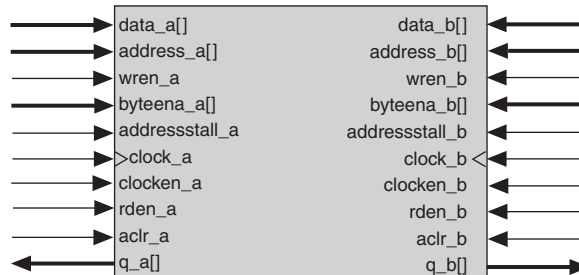 data_a[] data_b[]
address_a[] address_b[]
wren_a wren_b
byteena_a[] byteena_b[]
addressstall_a addressstall_b
clock_a clock_b
clocken_a clocken_b
rden_a rden_b
aclr_a aclr_b
q_a[] q_b[]